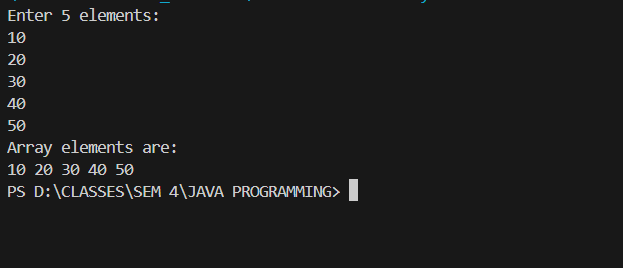 Enter 5 elements:
10
20
30
40
50
Array elements are:
10 20 30 40 50
PS D:\CLASSES\SEM 4\JAVA PROGRAMMING>